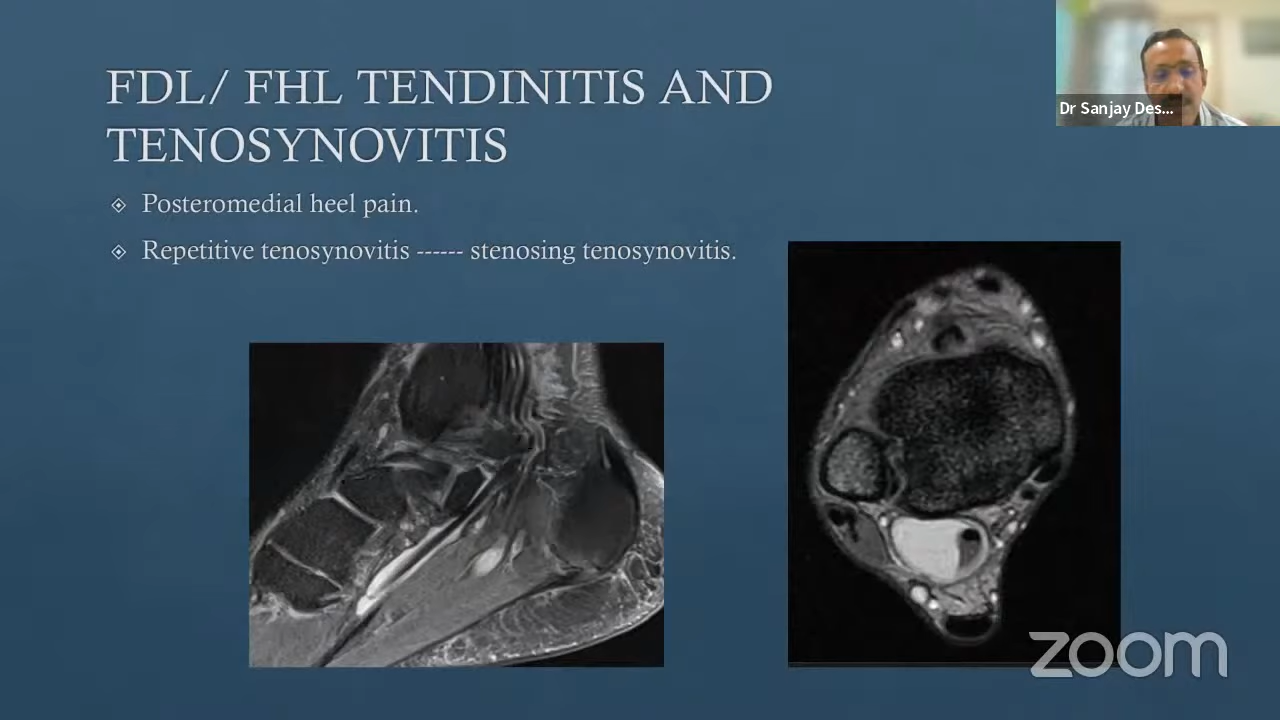 FDL/ FHL TENDINITIS AND
TENOSYNOVITIS
Posteromedial heel pain.
Repetitive tenosynovitis ------ stenosing tenosynovitis.
Dr Sanjay Des...
zoom